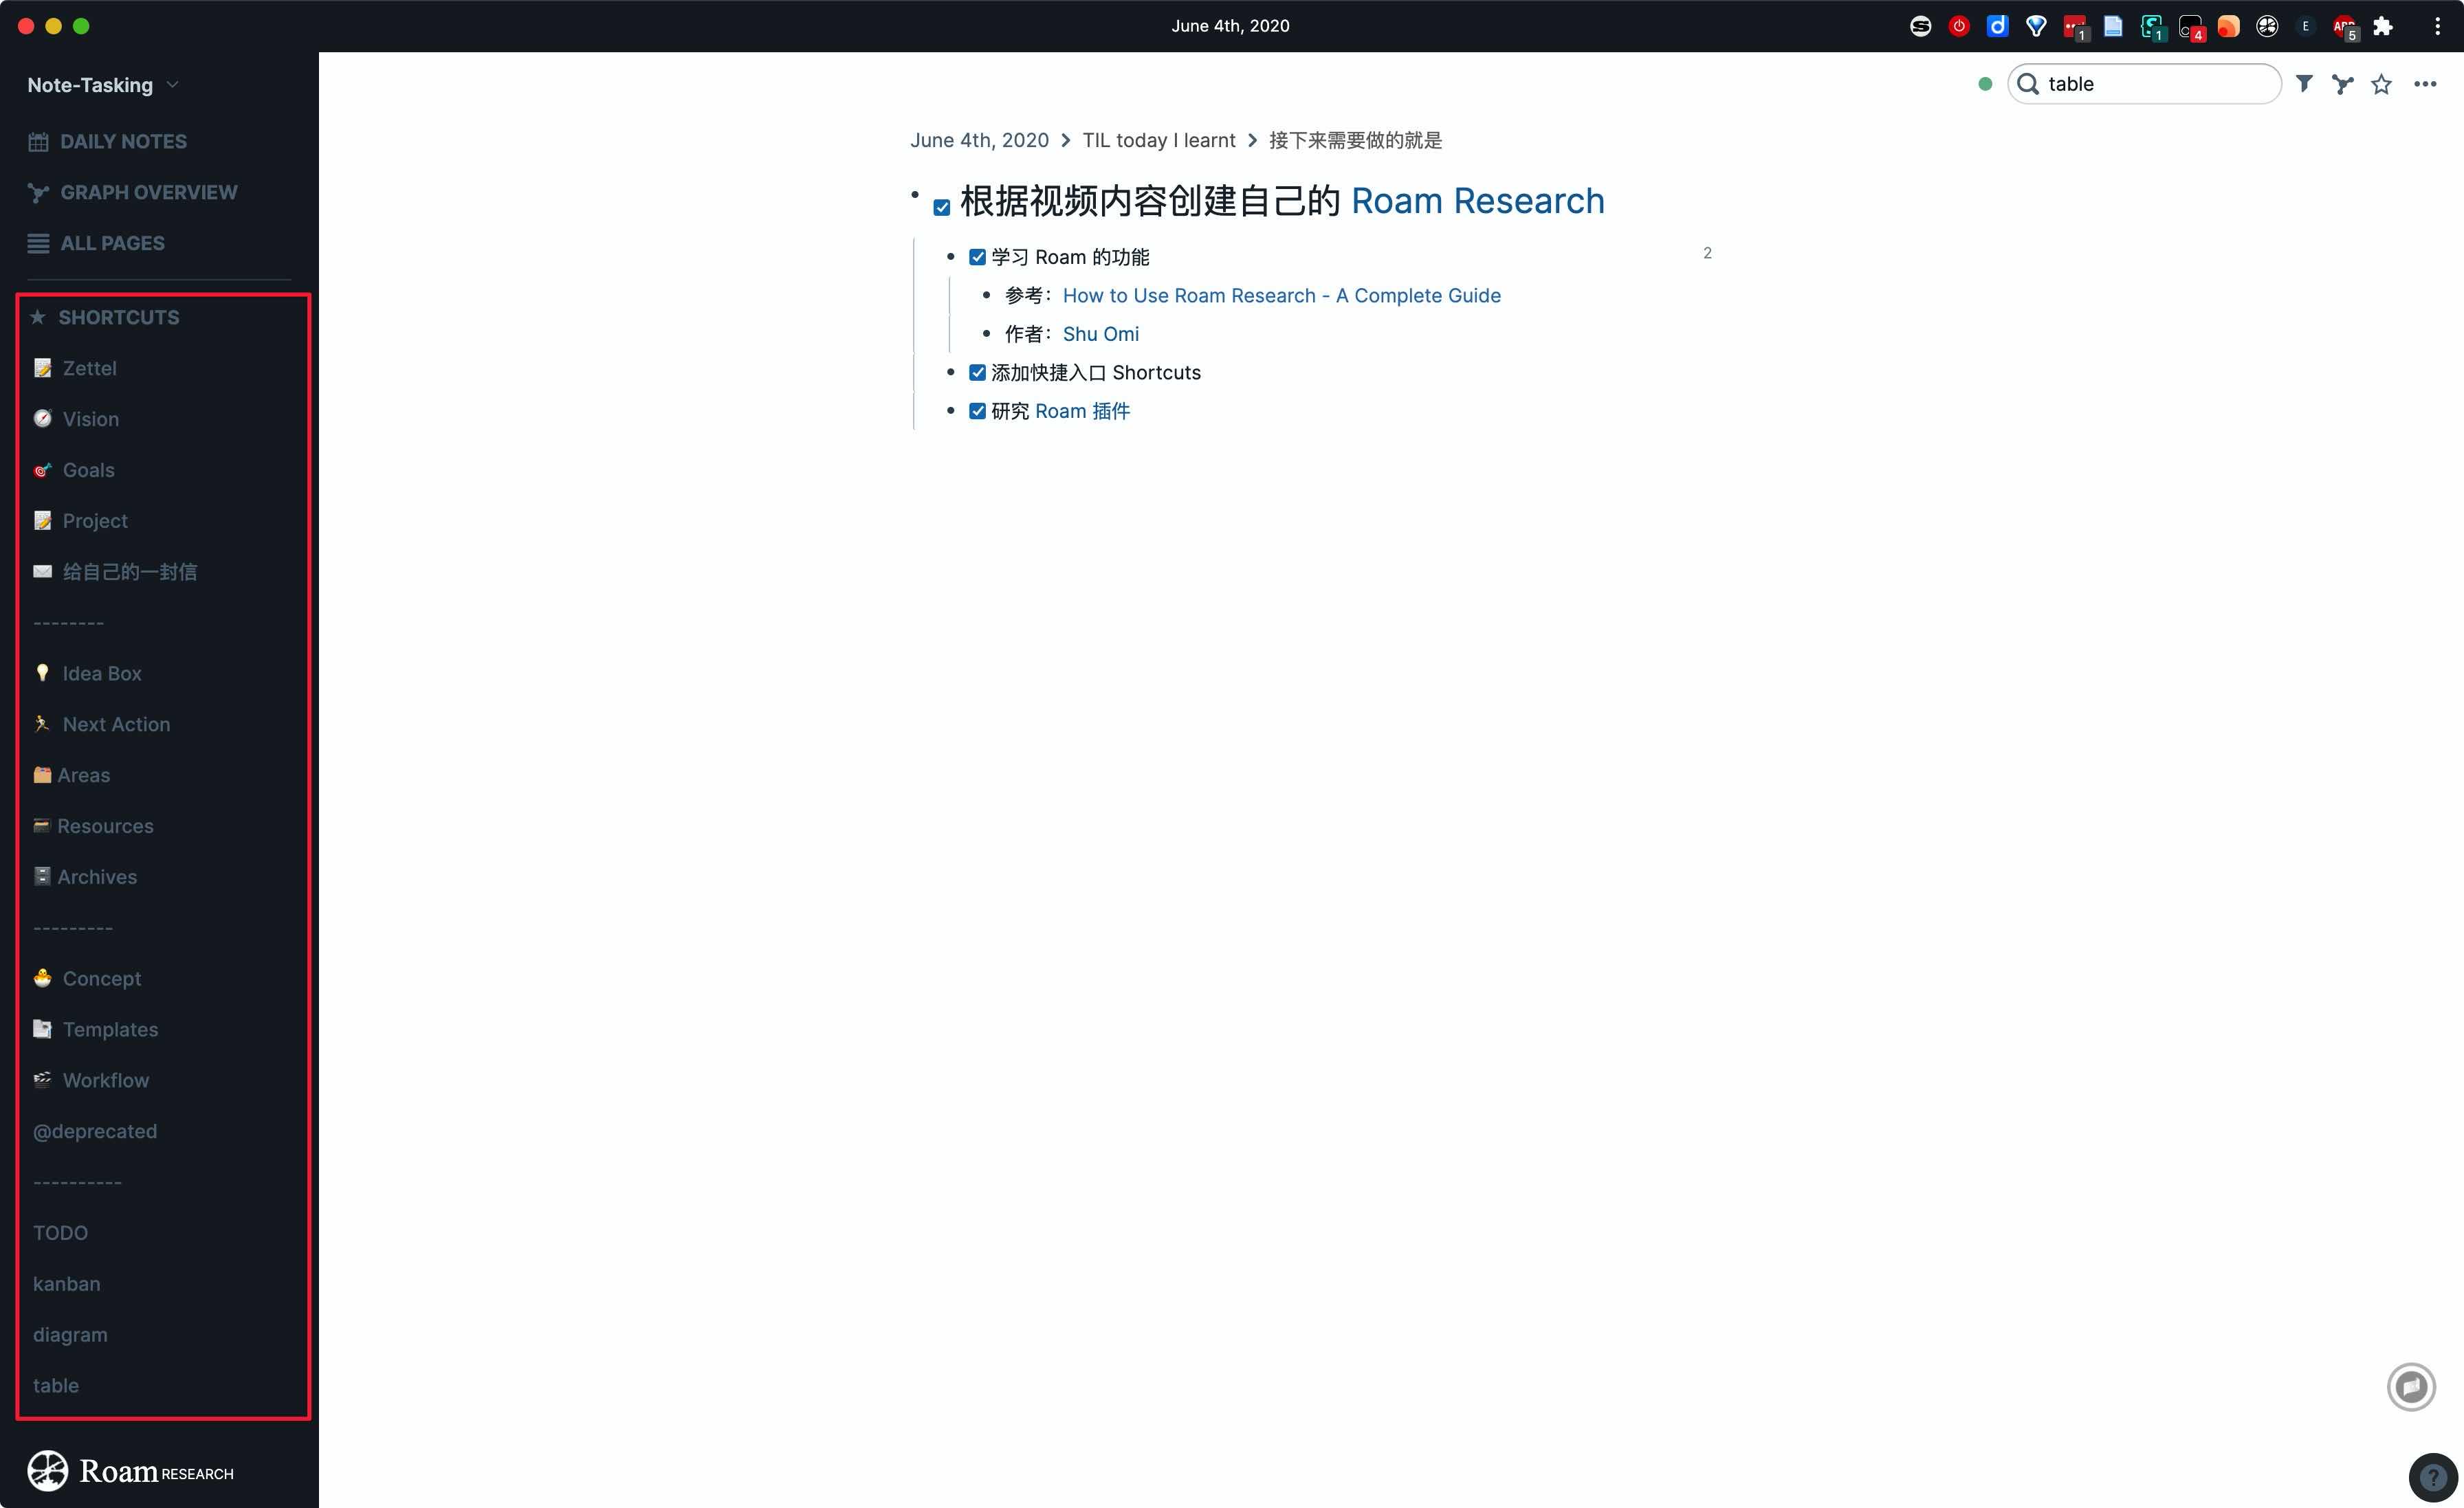 June 4th, 2020
1
1
4
E
ABP
5
Note-Tasking
table
DAILY NOTES
GRAPH OVERVIEW
ALL PAGES
SHORTCUTS
Zettel
Vision
Goals
Project
给自己的一封信
--------
Idea Box
Next Action
Areas
Resources
Archives
---------
Concept
Templates
Workflow
@deprecated
----------
TODO
kanban
diagram
table
Roam RESEARCH
June 4th, 2020 > TIL today I learnt > 接下来需要做的就是
根据视频内容创建自己的 Roam Research
学习 Roam 的功能 2
参考：How to Use Roam Research - A Complete Guide
作者：Shu Omi
添加快捷入口 Shortcuts
研究 Roam 插件
?